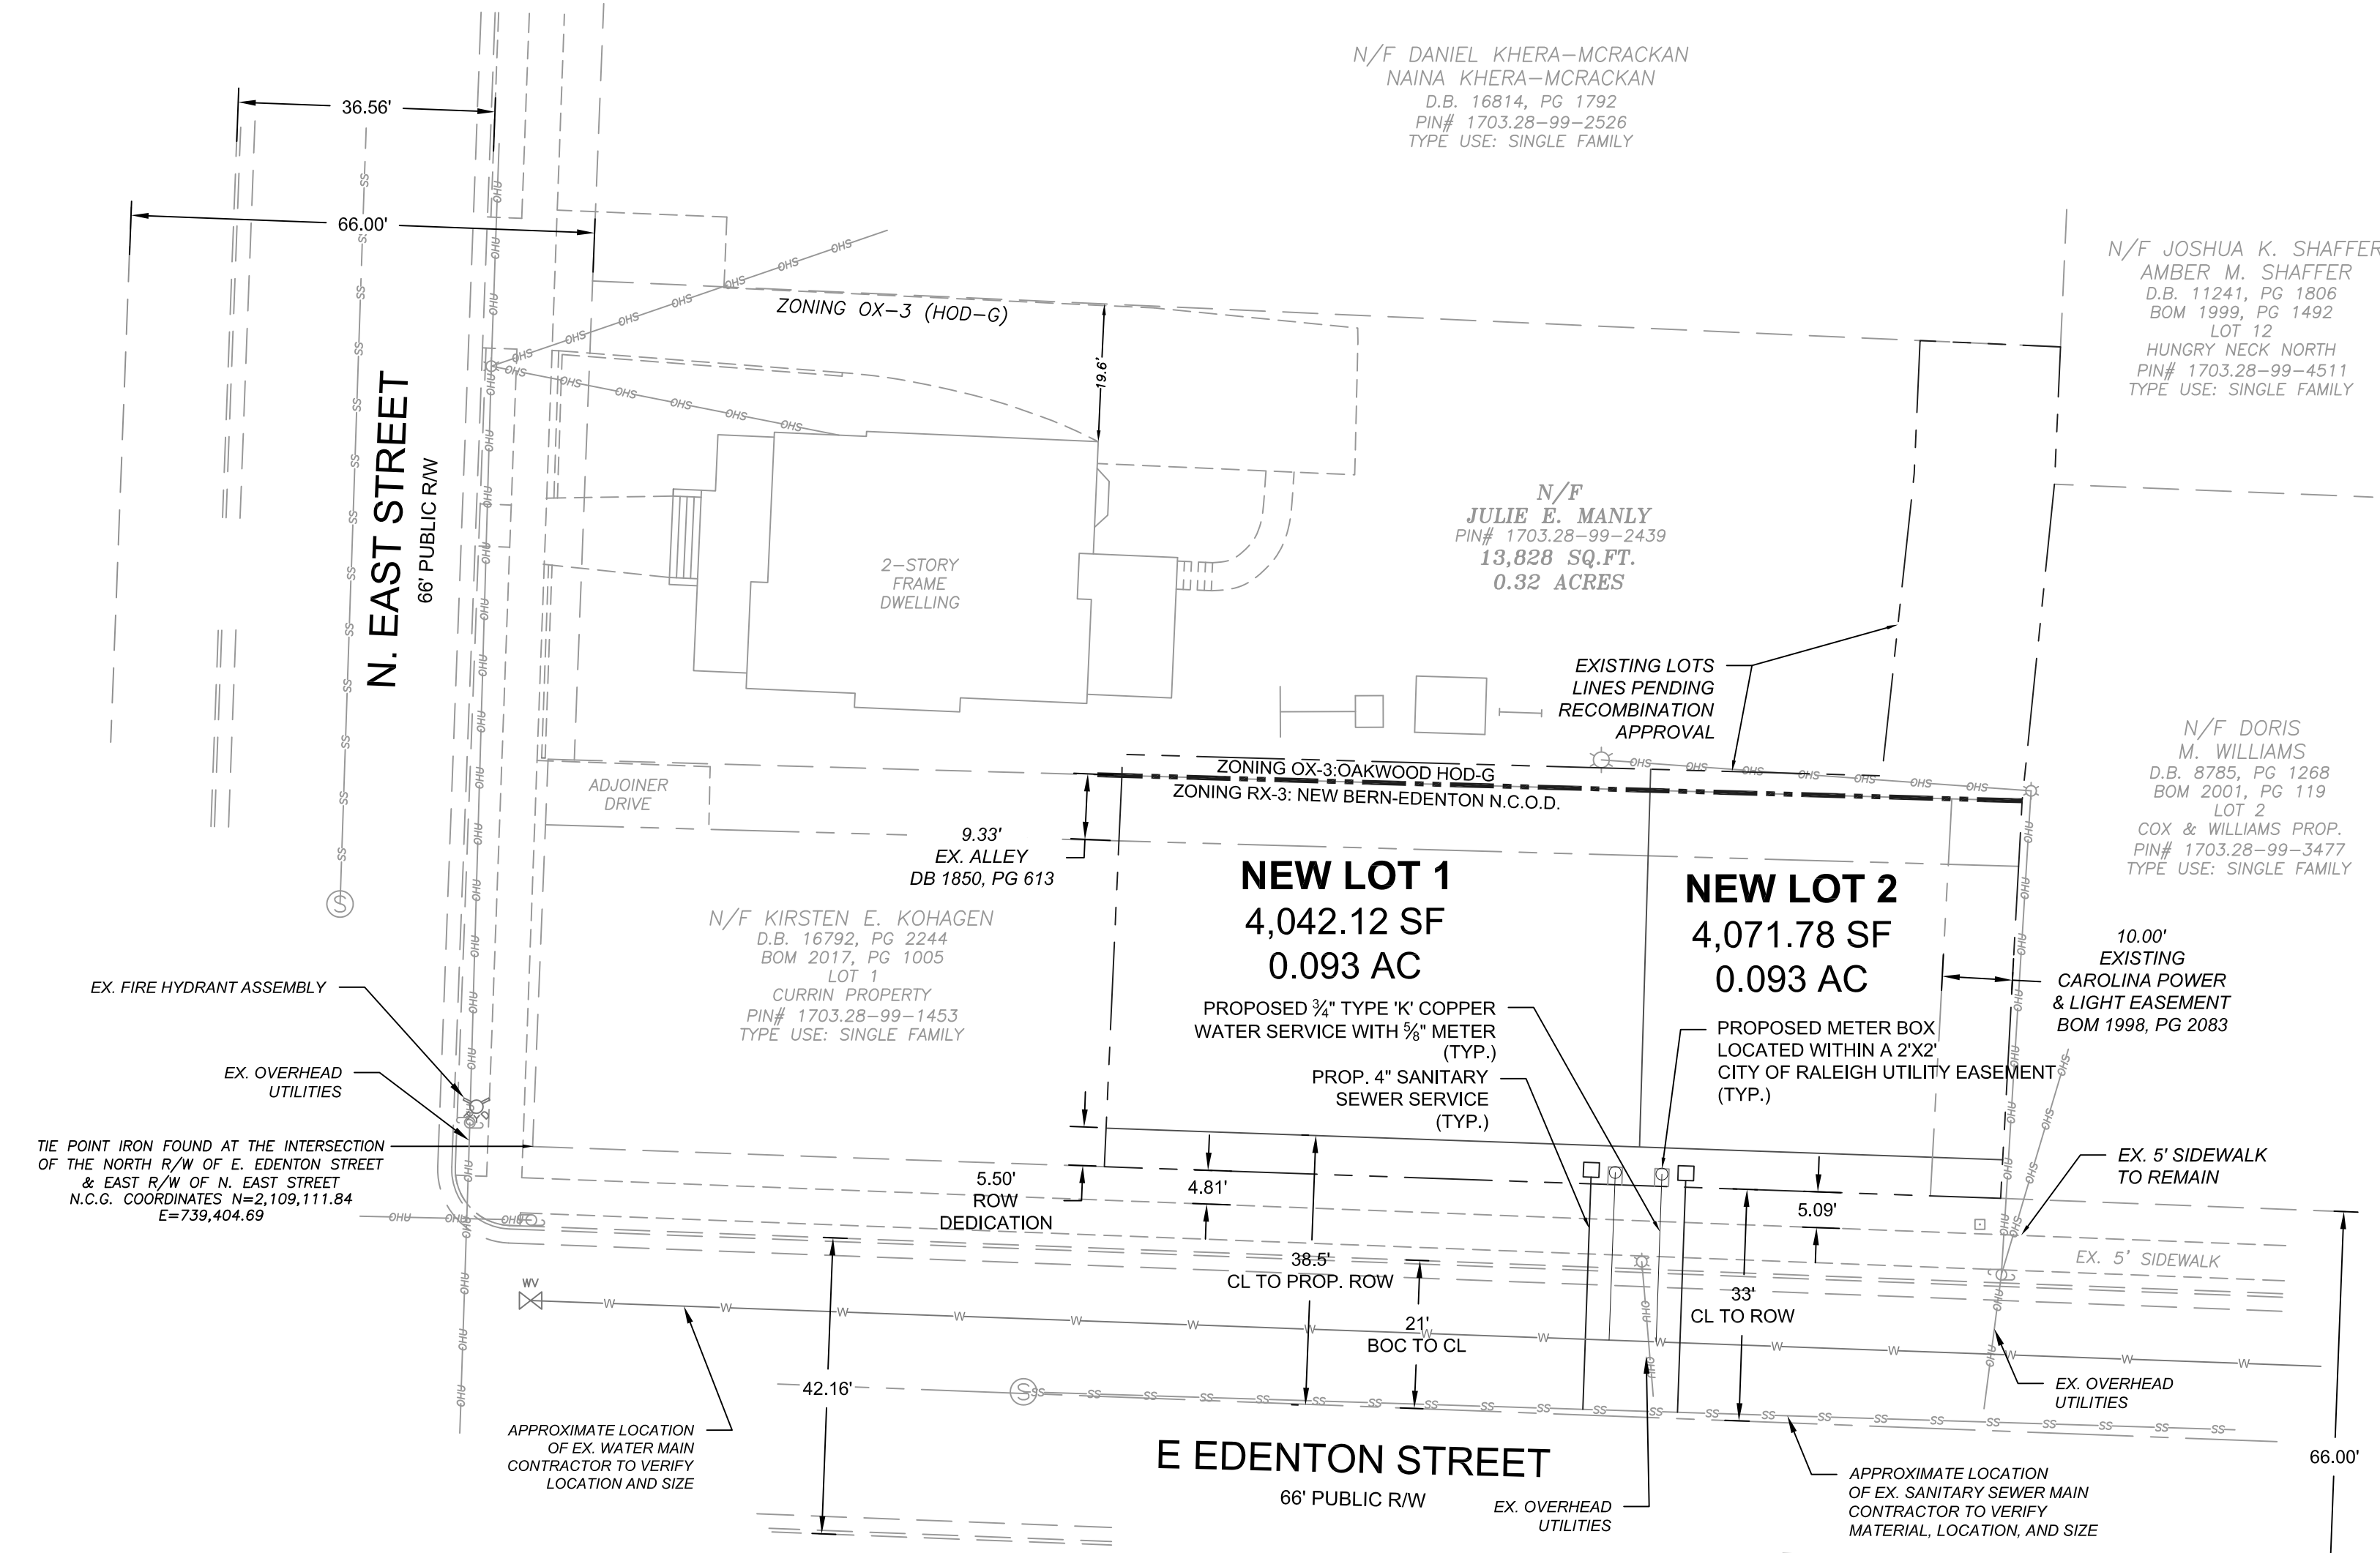 N/F DANIEL KHERA-MCRACKAN
NAINA KHERA-MCRACKAN
D.B. 16814, PG 1792
PIN# 1703.28-99-2526
TYPE USE: SINGLE FAMILY
36.56'
66.00'
N/F JOSHUA K. SHAFFER
AMBER M. SHAFFER
D.B. 11241, PG 1806
BOM 1999, PG 1492
LOT 12
HUNGRY NECK NORTH
PIN# 1703.28-99-4511
TYPE USE: SINGLE FAMILY
ZONING OX-3 (HOD-G)
19.6'
N. EAST STREET
66' PUBLIC R/W
2-STORY
FRAME
DWELLING
N/F
JULIE E. MANLY
PIN# 1703.28-99-2439
13,828 SQ.FT.
0.32 ACRES
EXISTING LOTS
LINES PENDING
RECOMBINATION
APPROVAL
N/F DORIS
M. WILLIAMS
D.B. 8785, PG 1268
BOM 2001, PG 119
LOT 2
COX & WILLIAMS PROP.
PIN# 1703.28-99-3477
TYPE USE: SINGLE FAMILY
ADJOINER
DRIVE
ZONING OX-3:OAKWOOD HOD-G
ZONING RX-3: NEW BERN-EDENTON N.C.O.D.
9.33'
EX. ALLEY
DB 1850, PG 613
N/F KIRSTEN E. KOHAGEN
D.B. 16792, PG 2244
BOM 2017, PG 1005
LOT 1
CURRIN PROPERTY
PIN# 1703.28-99-1453
TYPE USE: SINGLE FAMILY
NEW LOT 1
4,042.12 SF
0.093 AC
NEW LOT 2
4,071.78 SF
0.093 AC
10.00'
EXISTING
CAROLINA POWER
& LIGHT EASEMENT
BOM 1998, PG 2083
PROPOSED ¾" TYPE 'K' COPPER
WATER SERVICE WITH ⅝" METER
(TYP.)
PROP. 4" SANITARY
SEWER SERVICE
(TYP.)
PROPOSED METER BOX
LOCATED WITHIN A 2'X2'
CITY OF RALEIGH UTILITY EASEMENT
(TYP.)
EX. FIRE HYDRANT ASSEMBLY
EX. OVERHEAD
UTILITIES
TIE POINT IRON FOUND AT THE INTERSECTION
OF THE NORTH R/W OF E. EDENTON STREET
& EAST R/W OF N. EAST STREET
N.C.G. COORDINATES N=2,109,111.84
E=739,404.69
5.50'
ROW
DEDICATION
4.81'
5.09'
EX. 5' SIDEWALK
TO REMAIN
EX. 5' SIDEWALK
38.5'
CL TO PROP. ROW
21'
BOC TO CL
33'
CL TO ROW
WV
42.16'
APPROXIMATE LOCATION
OF EX. WATER MAIN
CONTRACTOR TO VERIFY
LOCATION AND SIZE
E EDENTON STREET
66' PUBLIC R/W
EX. OVERHEAD
UTILITIES
EX. OVERHEAD
UTILITIES
APPROXIMATE LOCATION
OF EX. SANITARY SEWER MAIN
CONTRACTOR TO VERIFY
MATERIAL, LOCATION, AND SIZE
66.00'